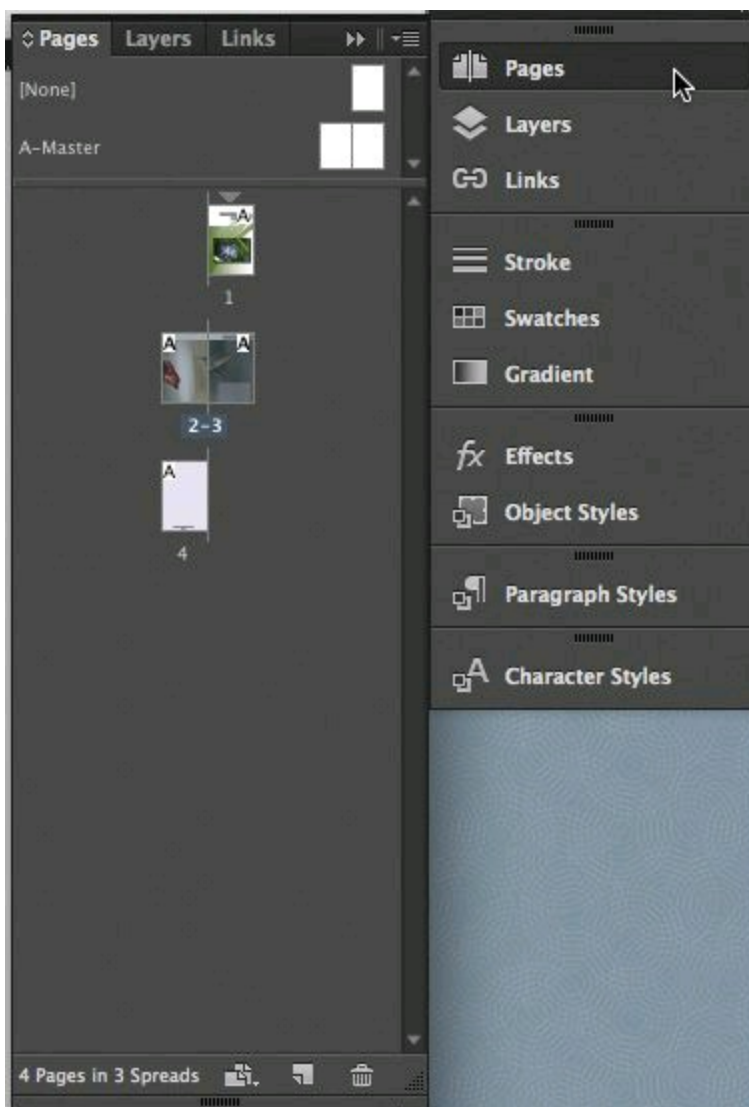 Pages Layers Links
[None]
A-Master
A
1
A A
2-3
A
4
4 Pages in 3 Spreads
Pages
Layers
Links
Stroke
Swatches
Gradient
fx Effects
Object Styles
Paragraph Styles
A Character Styles